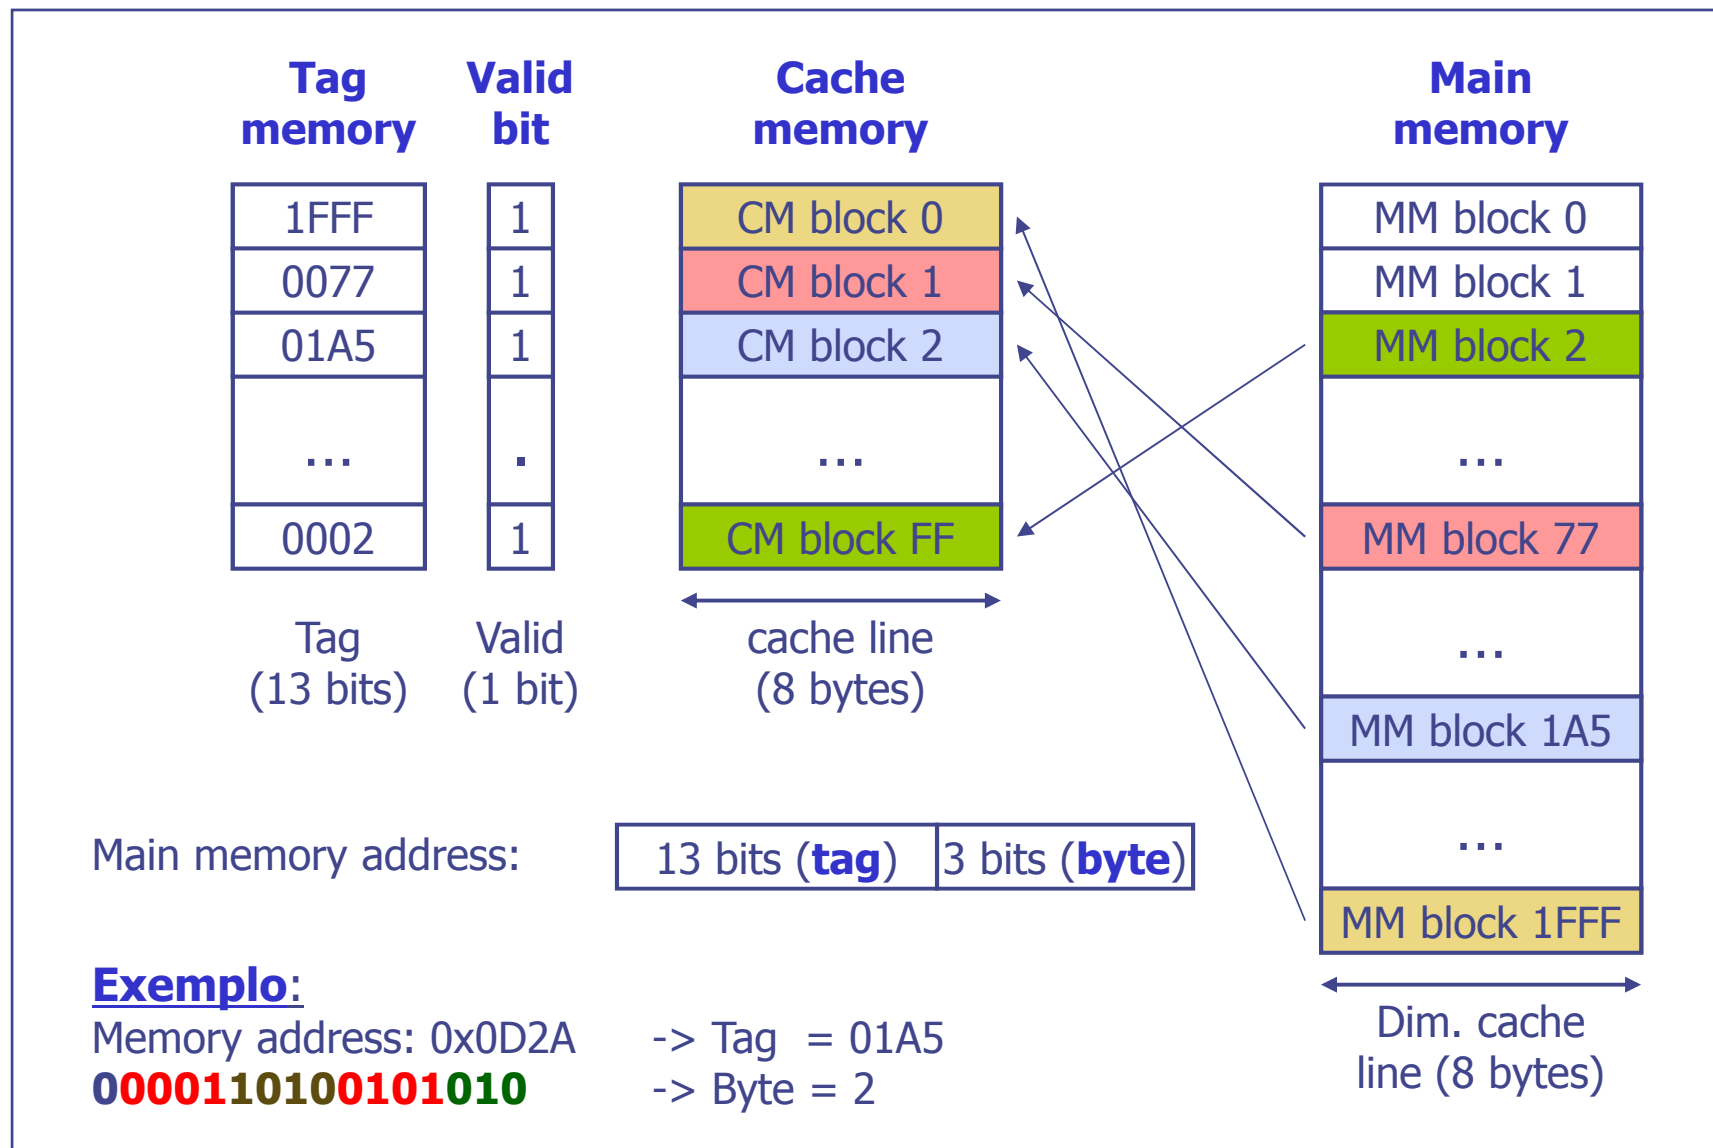 Tag memory
Valid bit
Cache memory
Main memory
1FFF 1 CM block 0 MM block 0
0077 1 CM block 1 MM block 1
01A5 1 CM block 2 MM block 2
... . ... ...
0002 1 CM block FF MM block 77
...
MM block 1A5
...
MM block 1FFF
Tag (13 bits)
Valid (1 bit)
cache line (8 bytes)
Dim. cache line (8 bytes)
Main memory address: 13 bits (tag) 3 bits (byte)
Exemplo:
Memory address: 0x0D2A -> Tag = 01A5
0000110100101010 -> Byte = 2